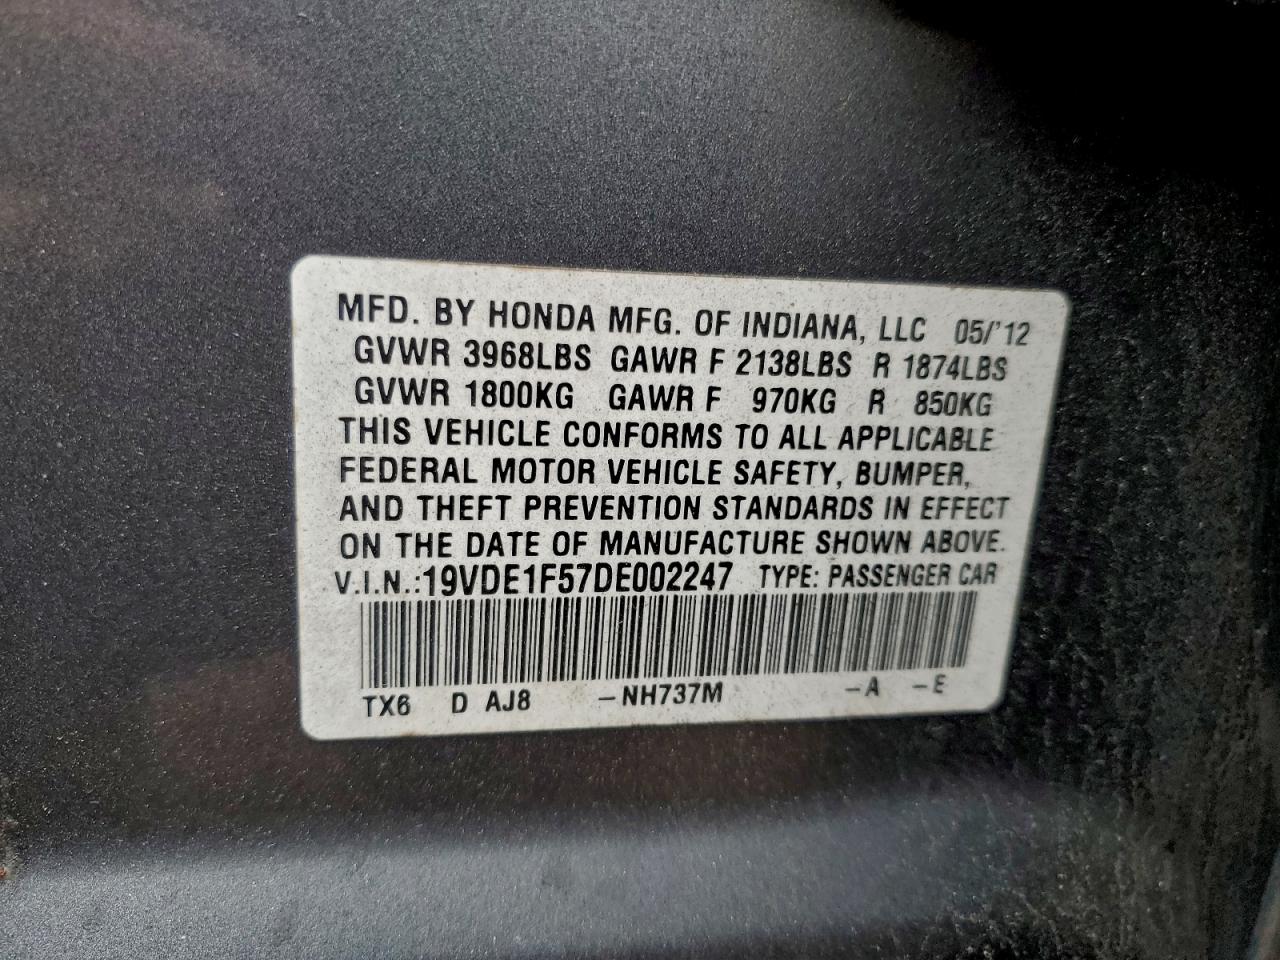 MFD. BY HONDA MFG. OF INDIANA, LLC 05/'12
GVWR 3968LBS GAWR F 2138LBS R 1874LBS
GVWR 1800KG GAWR F 970KG R 850KG
THIS VEHICLE CONFORMS TO ALL APPLICABLE
FEDERAL MOTOR VEHICLE SAFETY, BUMPER,
AND THEFT PREVENTION STANDARDS IN EFFECT
ON THE DATE OF MANUFACTURE SHOWN ABOVE.
V.I.N.:19VDE1F57DE002247 TYPE: PASSENGER CAR
TX6 D AJ8 -NH737M -A -E